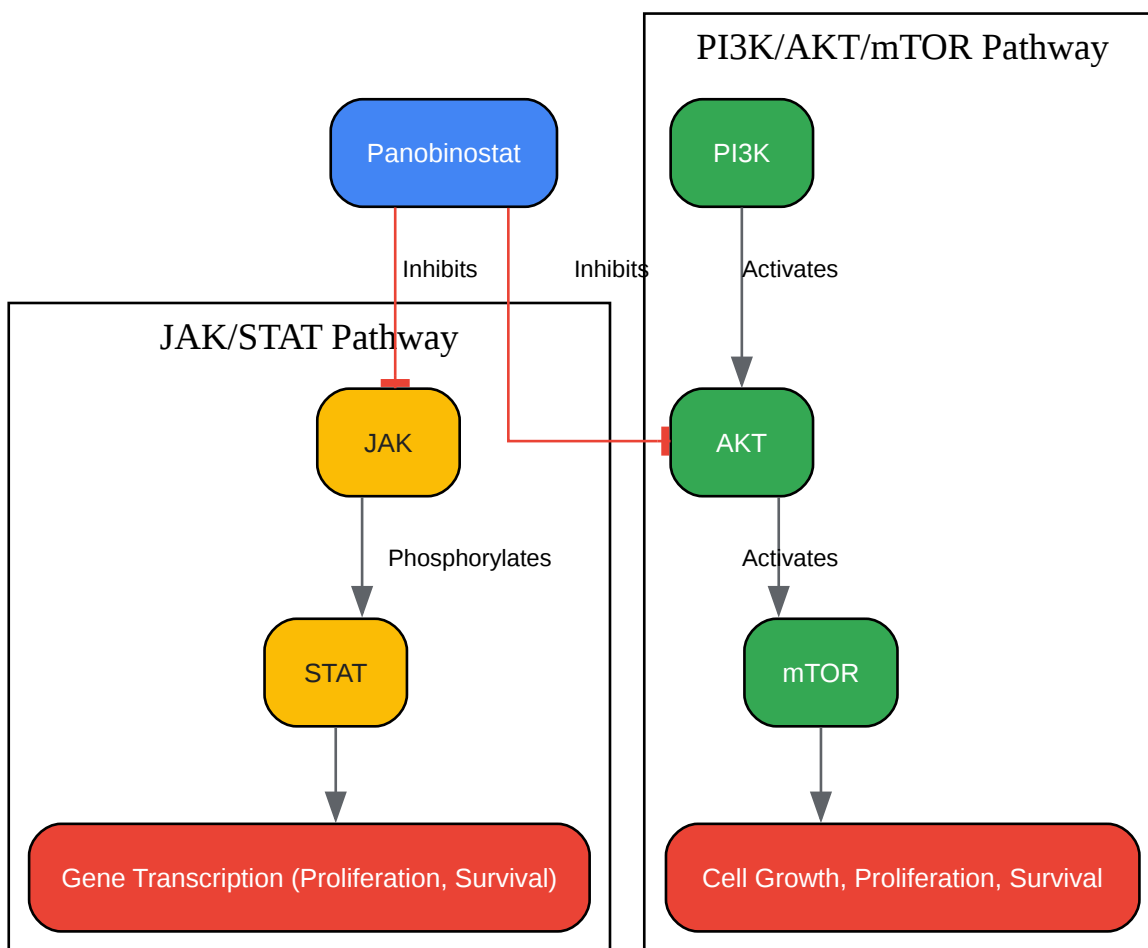 PI3K/AKT/mTOR Pathway
Panobinostat
PI3K
Inhibits
Inhibits
Activates
JAK/STAT Pathway
JAK
AKT
Phosphorylates
Activates
STAT
mTOR
Gene Transcription (Proliferation, Survival)
Cell Growth, Proliferation, Survival